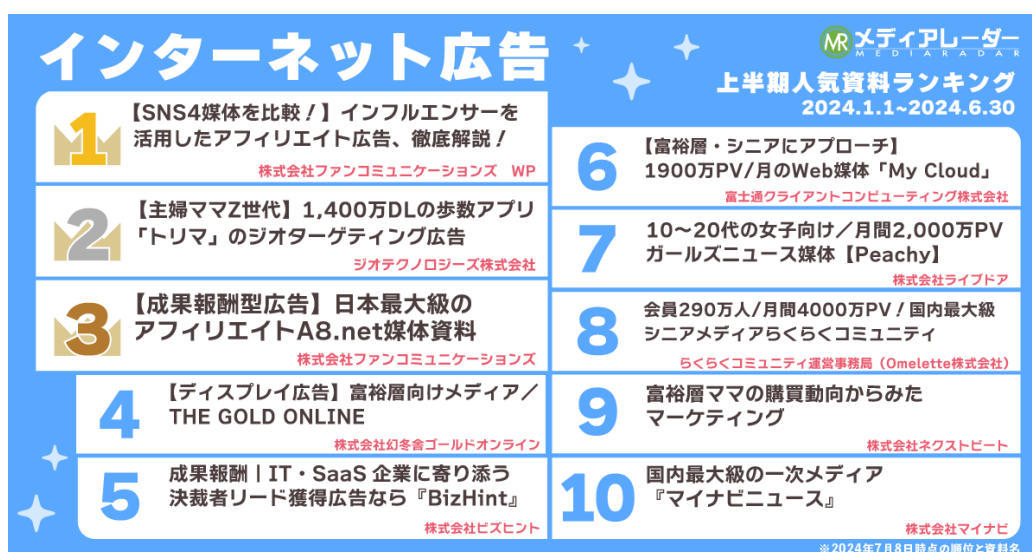 インターネット広告
MR メディアレーダー
MEDIARADAR
上半期人気資料ランキング
2024.1.1~2024.6.30
1
【SNS4媒体を比較！】インフルエンサーを
活用したアフィリエイト広告、徹底解説！
株式会社ファンコミュニケーションズ WP
2
【主婦ママZ世代】1,400万DLの歩数アプリ
「トリマ」のジオターゲティング広告
ジオテクノロジーズ株式会社
3
【成果報酬型広告】日本最大級の
アフィリエイトA8.net媒体資料
株式会社ファンコミュニケーションズ
4
【ディスプレイ広告】富裕層向けメディア／
THE GOLD ONLINE
株式会社幻冬舎ゴールドオンライン
5
成果報酬｜IT・SaaS 企業に寄り添う
決裁者リード獲得広告なら『BizHint』
株式会社ビズヒント
6
【富裕層・シニアにアプローチ】
1900万PV/月のWeb媒体「My Cloud」
富士通クライアントコンピューティング株式会社
7
10〜20代の女子向け／月間2,000万PV
ガールズニュース媒体【Peachy】
株式会社ライブドア
8
会員290万人/月間4000万PV！国内最大級
シニアメディアらくらくコミュニティ
らくらくコミュニティ運営事務局（Omelette株式会社）
9
富裕層ママの購買動向からみた
マーケティング
株式会社ネクストビート
10
国内最大級の一次メディア
『マイナビニュース』
株式会社マイナビ
※2024年7月8日時点の順位と資料名